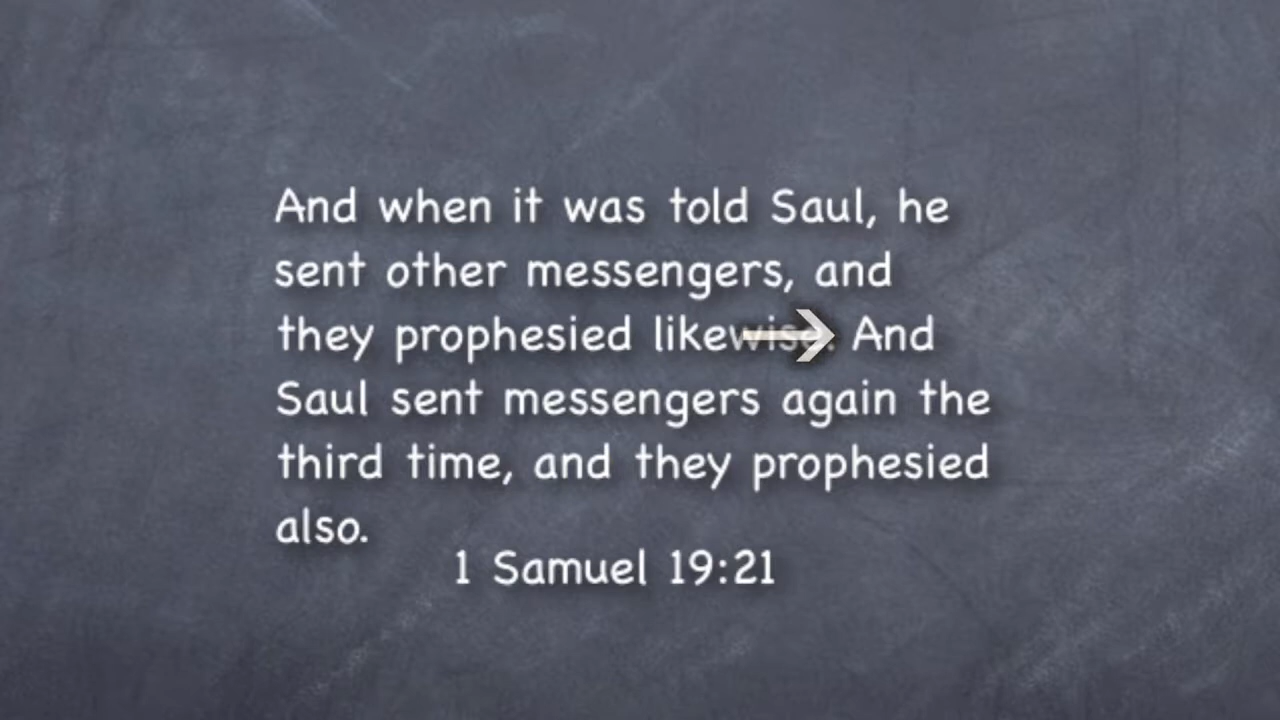 And when it was told Saul, he
sent other messengers, and
they prophesied likewise. And
Saul sent messengers again the
third time, and they prophesied
also.
1 Samuel 19:21